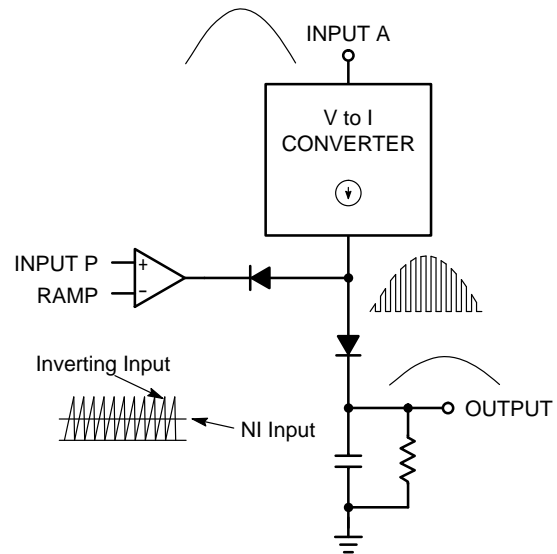 INPUT A
V to I
CONVERTER
INPUT P
+
RAMP
−
Inverting Input
NI Input
OUTPUT